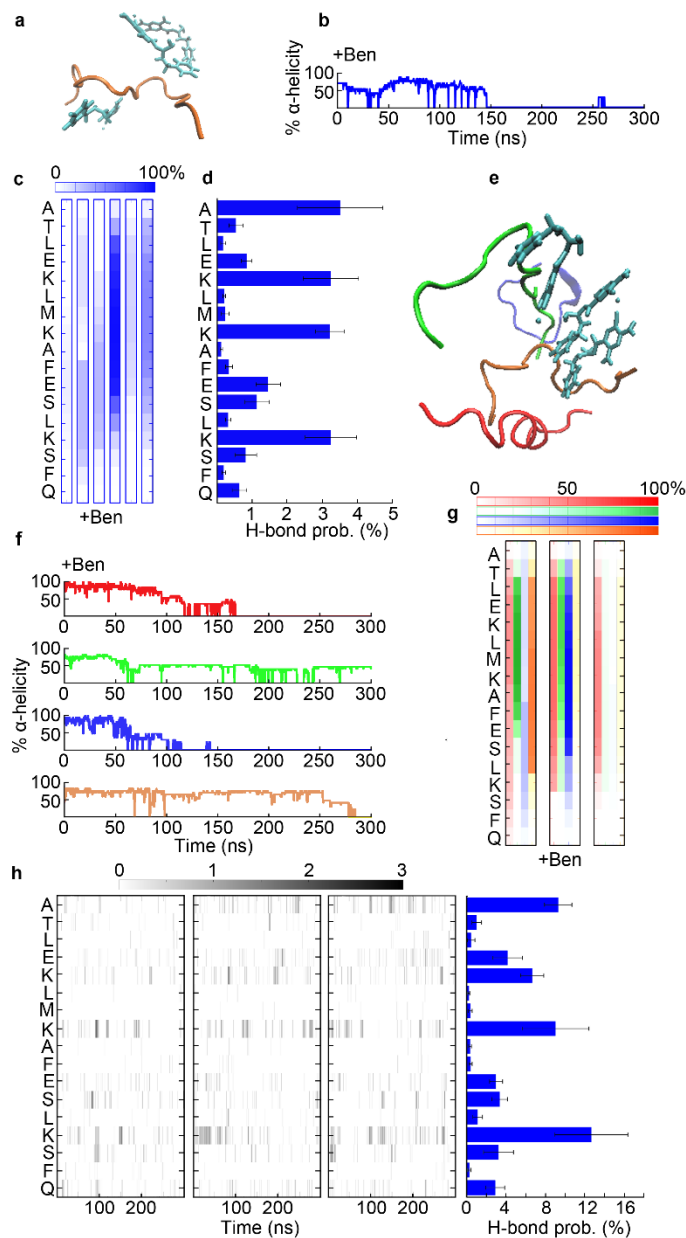 a
b
+Ben
% α-helicity
100
50
0 50 100 150 200 250 300
Time (ns)
c
0 100%
A
T
L
E
K
L
M
K
A
F
E
S
L
K
S
F
Q
+Ben
d
A
T
L
E
K
L
M
K
A
F
E
S
L
K
S
F
Q
0 1 2 3 4 5
H-bond prob. (%)
e
f
+Ben
% α-helicity
100
50
0 50 100 150 200 250 300
100
50
0 50 100 150 200 250 300
100
50
0 50 100 150 200 250 300
100
50
0 50 100 150 200 250 300
Time (ns)
0 50 100%
g
A
T
L
E
K
L
M
K
A
F
E
S
L
K
S
F
Q
+Ben
h
0 1 2 3
A
T
L
E
K
L
M
K
A
F
E
S
L
K
S
F
Q
100 200
100 200
100 200
Time (ns)
0 4 8 12 16
H-bond prob. (%)